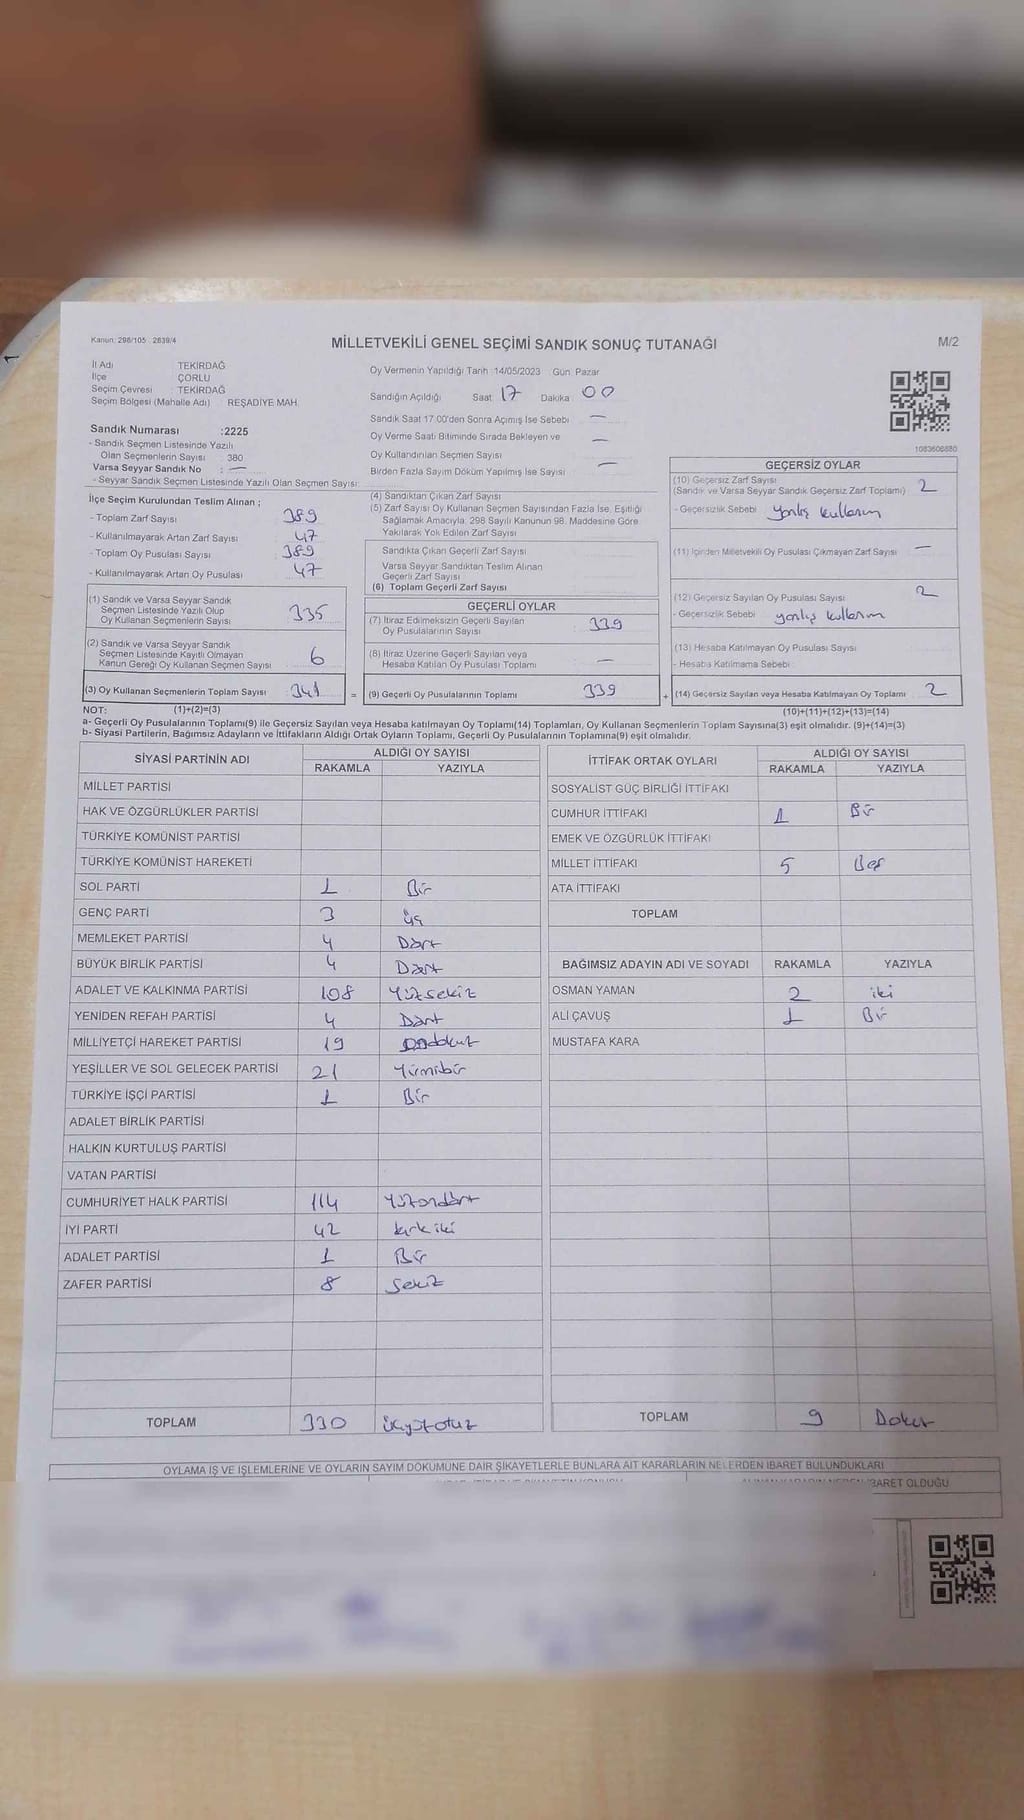 Kanun: 298/105 . 2839/4
MİLLETVEKİLİ GENEL SEÇİMİ SANDIK SONUÇ TUTANAĞI
M/2
İl Adı TEKİRDAĞ
İlçe ÇORLU
Seçim Çevresi : TEKİRDAĞ
Seçim Bölgesi (Mahalle Adı) REŞADİYE MAH.
Oy Vermenin Yapıldığı Tarih :14/05/2023 Gün: Pazar
Sandığın Açıldığı Saat 17 Dakika 00
Sandık Saat 17.00'den Sonra Açımış İse Sebebi —
Oy Verme Saati Bitiminde Sırada Bekleyen ve
Oy Kullandırılan Seçmen Sayısı —
Birden Fazla Sayım Döküm Yapılmış İse Sayısı —
1083606880
Sandık Numarası :2225
- Sandık Seçmen Listesinde Yazılı
Olan Seçmenlerin Sayısı 380
Varsa Seyyar Sandık No : —
- Seyyar Sandık Seçmen Listesinde Yazılı Olan Seçmen Sayısı:
İlçe Seçim Kurulundan Teslim Alınan ;
- Toplam Zarf Sayısı 389
- Kullanılmayarak Artan Zarf Sayısı 47
- Toplam Oy Pusulası Sayısı 389
- Kullanılmayarak Artan Oy Pusulası 47
(1) Sandık ve Varsa Seyyar Sandık
Seçmen Listesinde Yazılı Olup
Oy Kullanan Seçmenlerin Sayısı 335
(2) Sandık ve Varsa Seyyar Sandık
Seçmen Listesinde Kayıtlı Olmayan
Kanun Gereği Oy Kullanan Seçmen Sayısı 6
(3) Oy Kullanan Seçmenlerin Toplam Sayısı 341 =
(4) Sandıktan Çıkan Zarf Sayısı
(5) Zarf Sayısı Oy Kullanan Seçmen Sayısından Fazla İse, Eşitliği
Sağlamak Amacıyla, 298 Sayılı Kanunun 98. Maddesine Göre
Yakılarak Yok Edilen Zarf Sayısı
Sandıkta Çıkan Geçerli Zarf Sayısı
Varsa Seyyar Sandıktan Teslim Alınan
Geçerli Zarf Sayısı
(6) Toplam Geçerli Zarf Sayısı
GEÇERLİ OYLAR
(7) İtiraz Edilmeksizin Geçerli Sayılan
Oy Pusulalarının Sayısı 339
(8) İtiraz Üzerine Geçerli Sayılan veya
Hesaba Katılan Oy Pusulası Toplamı —
(9) Geçerli Oy Pusulalarının Toplamı 339 +
GEÇERSİZ OYLAR
(10) Geçersiz Zarf Sayısı
(Sandık ve Varsa Seyyar Sandık Geçersiz Zarf Toplamı) 2
- Geçersizlik Sebebi yanlış kullanım
(11) İçinden Milletvekili Oy Pusulası Çıkmayan Zarf Sayısı —
(12) Geçersiz Sayılan Oy Pusulası Sayısı 2
- Geçersizlik Sebebi yanlış kullanım
(13) Hesaba Katılmayan Oy Pusulası Sayısı
- Hesaba Katılmama Sebebi
(14) Geçersiz Sayılan veya Hesaba Katılmayan Oy Toplamı 2
NOT: (1)+(2)=(3) (10)+(11)+(12)+(13)=(14)
a- Geçerli Oy Pusulalarının Toplamı(9) ile Geçersiz Sayılan veya Hesaba katılmayan Oy Toplamı(14) Toplamları, Oy Kullanan Seçmenlerin Toplam Sayısına(3) eşit olmalıdır. (9)+(14)=(3)
b- Siyasi Partilerin, Bağımsız Adayların ve İttifakların Aldığı Ortak Oyların Toplamı, Geçerli Oy Pusulalarının Toplamına(9) eşit olmalıdır.
SİYASİ PARTİNİN ADI ALDIĞI OY SAYISI
RAKAMLA YAZIYLA
MİLLET PARTİSİ
HAK VE ÖZGÜRLÜKLER PARTİSİ
TÜRKİYE KOMÜNİST PARTİSİ
TÜRKİYE KOMÜNİST HAREKETİ
SOL PARTİ 1 Bir
GENÇ PARTİ 3 üç
MEMLEKET PARTİSİ 4 Dört
BÜYÜK BİRLİK PARTİSİ 4 Dört
ADALET VE KALKINMA PARTİSİ 108 Yüzsekiz
YENİDEN REFAH PARTİSİ 4 Dört
MİLLİYETÇİ HAREKET PARTİSİ 19 ondokuz
YEŞİLLER VE SOL GELECEK PARTİSİ 21 Yirmibir
TÜRKİYE İŞÇİ PARTİSİ 1 Bir
ADALET BİRLİK PARTİSİ
HALKIN KURTULUŞ PARTİSİ
VATAN PARTİSİ
CUMHURİYET HALK PARTİSİ 114 Yüzondört
İYİ PARTİ 42 kırk iki
ADALET PARTİSİ 1 Bir
ZAFER PARTİSİ 8 Sekiz
TOPLAM 330 üçyüzotuz
İTTİFAK ORTAK OYLARI ALDIĞI OY SAYISI
RAKAMLA YAZIYLA
SOSYALİST GÜÇ BİRLİĞİ İTTİFAKI
CUMHUR İTTİFAKI 1 Bir
EMEK VE ÖZGÜRLÜK İTTİFAKI
MİLLET İTTİFAKI 5 Beş
ATA İTTİFAKI
TOPLAM
BAĞIMSIZ ADAYIN ADI VE SOYADI RAKAMLA YAZIYLA
OSMAN YAMAN 2 iki
ALİ ÇAVUŞ 1 Bir
MUSTAFA KARA
TOPLAM 9 Dokuz
OYLAMA İŞ VE İŞLEMLERİNE VE OYLARIN SAYIM DÖKÜMÜNE DAİR ŞİKAYETLERLE BUNLARA AİT KARARLARIN NELERDEN İBARET BULUNDUKLARI
İBARET OLDUĞU